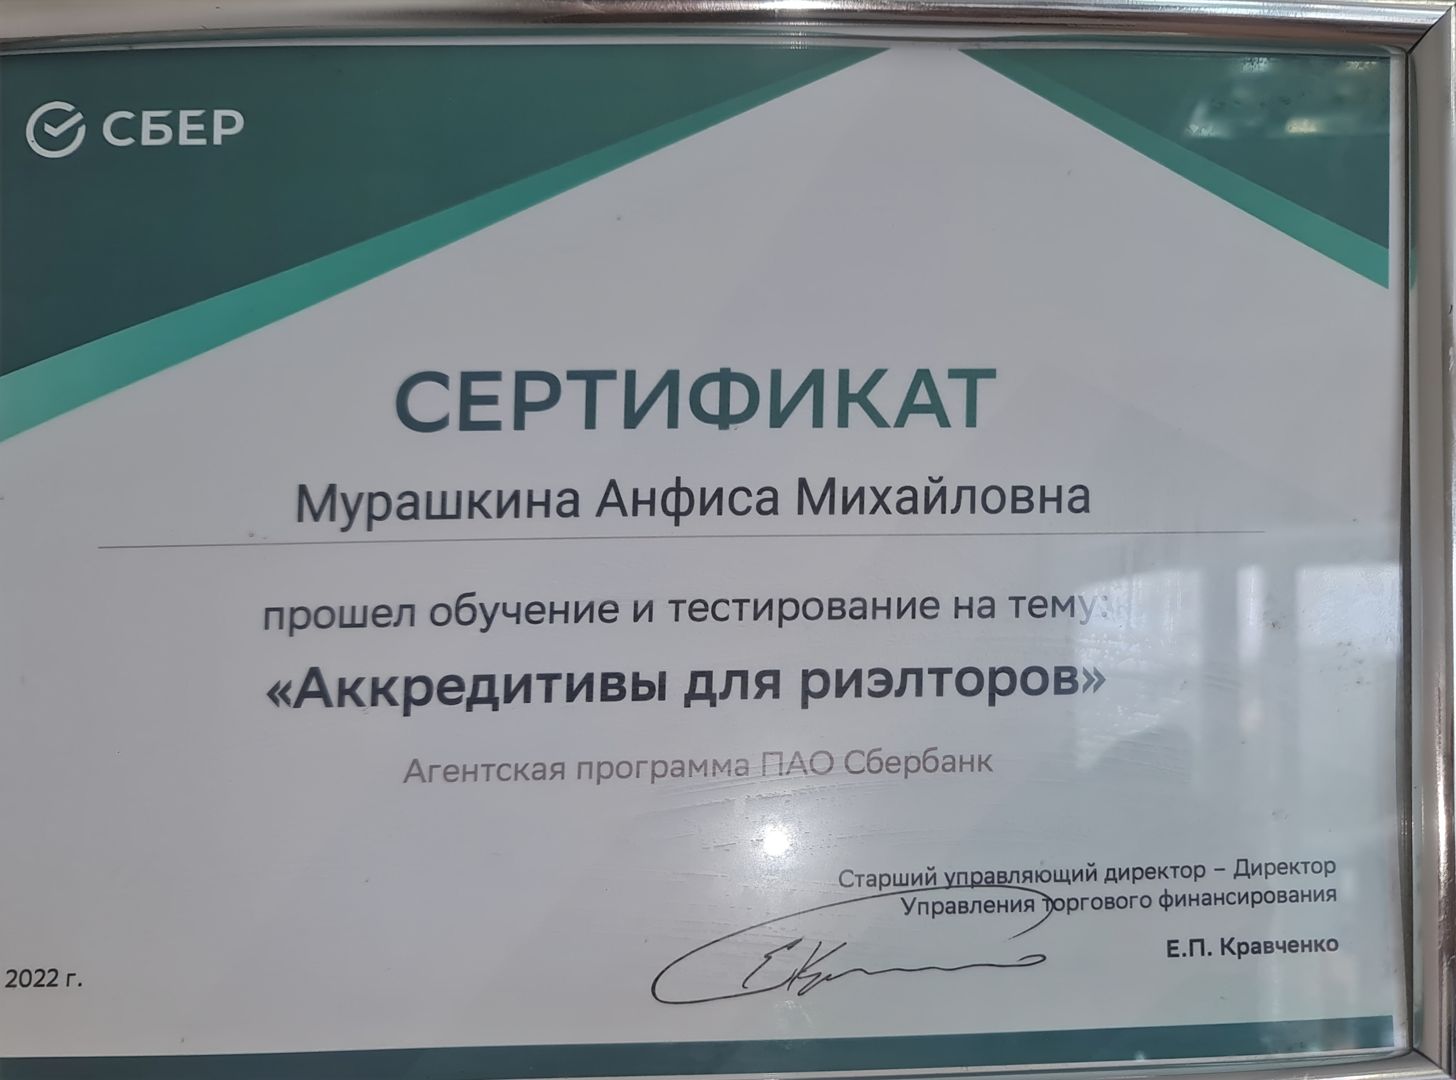 СБЕР
СЕРТИФИКАТ
Мурашкина Анфиса Михайловна
прошел обучение и тестирование на тему:
«Аккредитивы для риэлторов»
Агентская программа ПАО Сбербанк
Старший управляющий директор – Директор
Управления торгового финансирования
Е.П. Кравченко
2022 г.